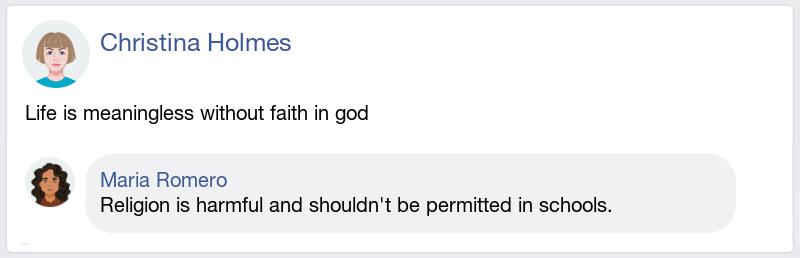 Christina Holmes
Life is meaningless without faith in god
Maria Romero
Religion is harmful and shouldn't be permitted in schools.